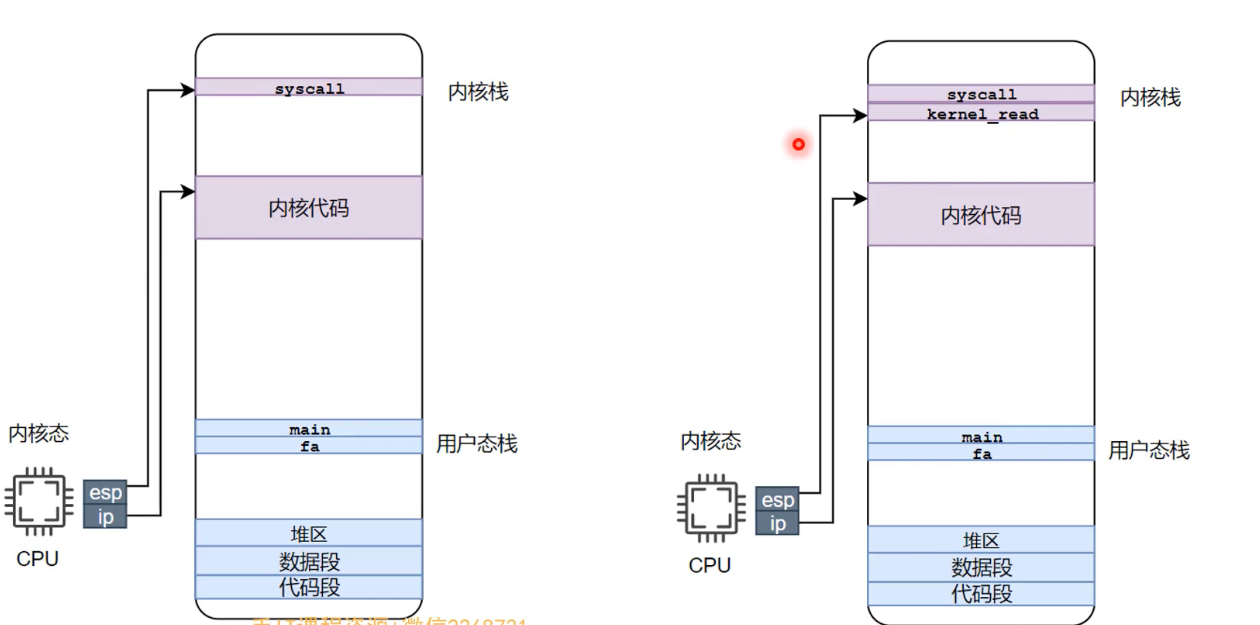 syscall
内核栈
内核代码
main
fa
用户态栈
内核态
esp
ip
CPU
堆区
数据段
代码段
syscall
kernel_read
内核栈
内核代码
main
fa
用户态栈
内核态
esp
ip
CPU
堆区
数据段
代码段